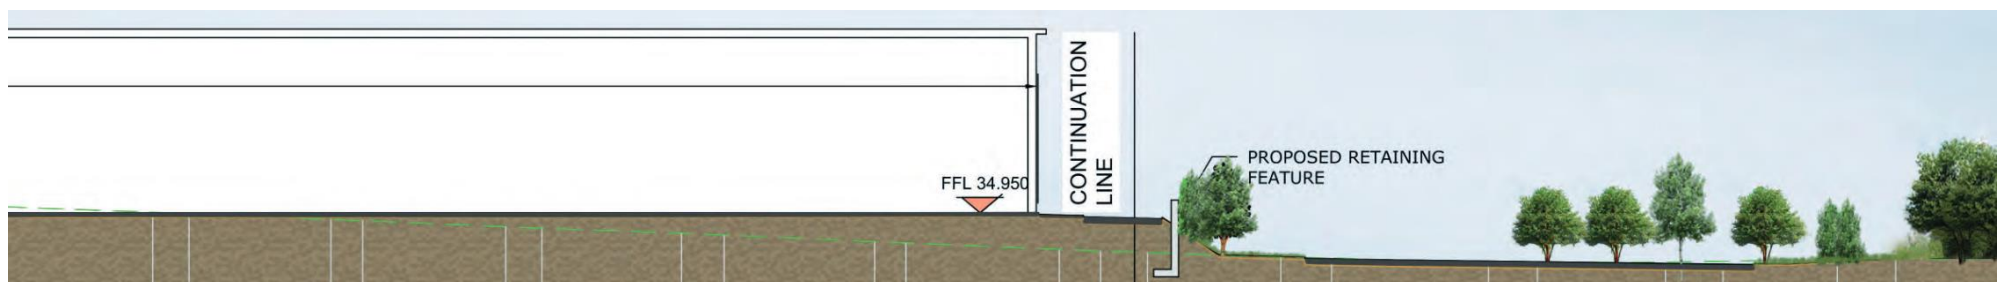 FFL 34.950
CONTINUATION
LINE
PROPOSED RETAINING
FEATURE